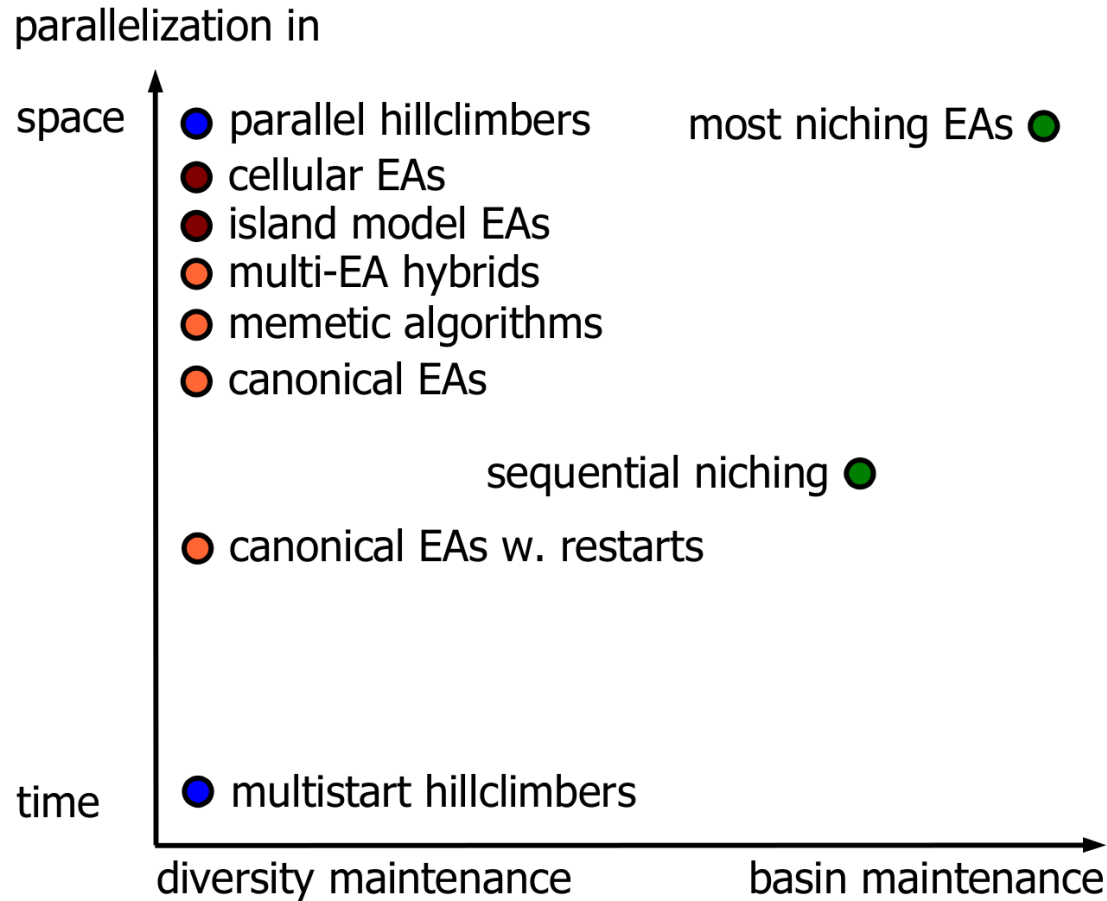 parallelization in
space
parallel hillclimbers
most niching EAs
cellular EAs
island model EAs
multi-EA hybrids
memetic algorithms
canonical EAs
sequential niching
canonical EAs w. restarts
time
multistart hillclimbers
diversity maintenance
basin maintenance